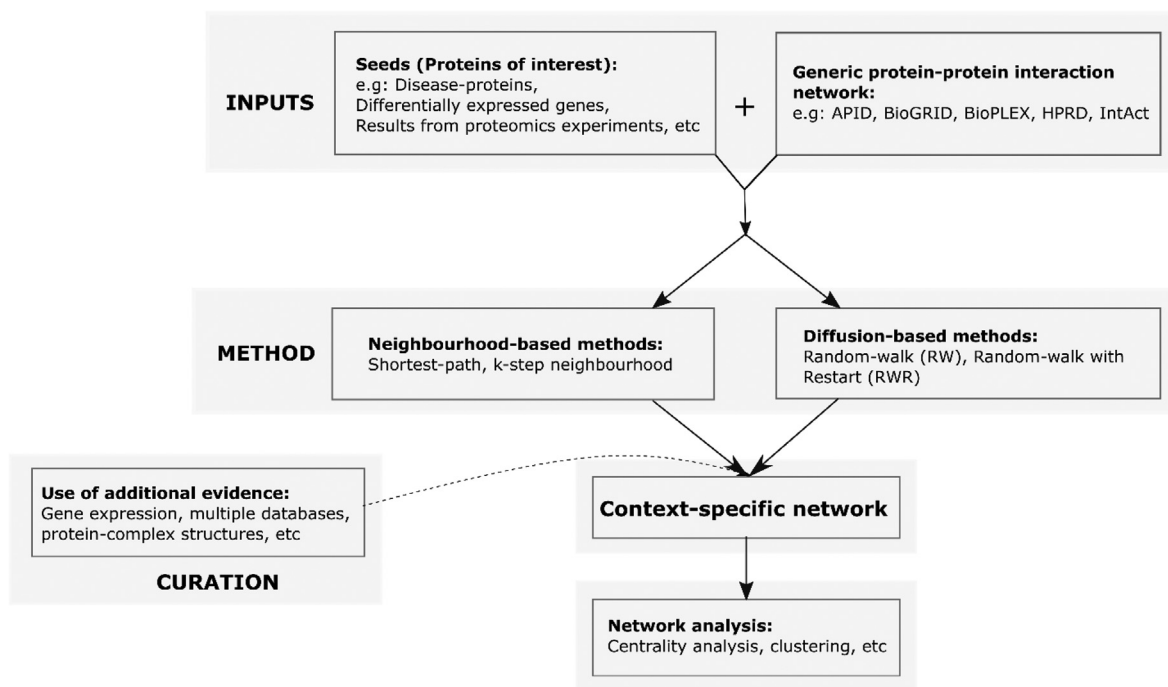 INPUTS
Seeds (Proteins of interest):
e.g: Disease-proteins,
Differentially expressed genes,
Results from proteomics experiments, etc
+
Generic protein-protein interaction
network:
e.g: APID, BioGRID, BioPLEX, HPRD, IntAct
METHOD
Neighbourhood-based methods:
Shortest-path, k-step neighbourhood
Diffusion-based methods:
Random-walk (RW), Random-walk with
Restart (RWR)
Use of additional evidence:
Gene expression, multiple databases,
protein-complex structures, etc
CURATION
Context-specific network
Network analysis:
Centrality analysis, clustering, etc